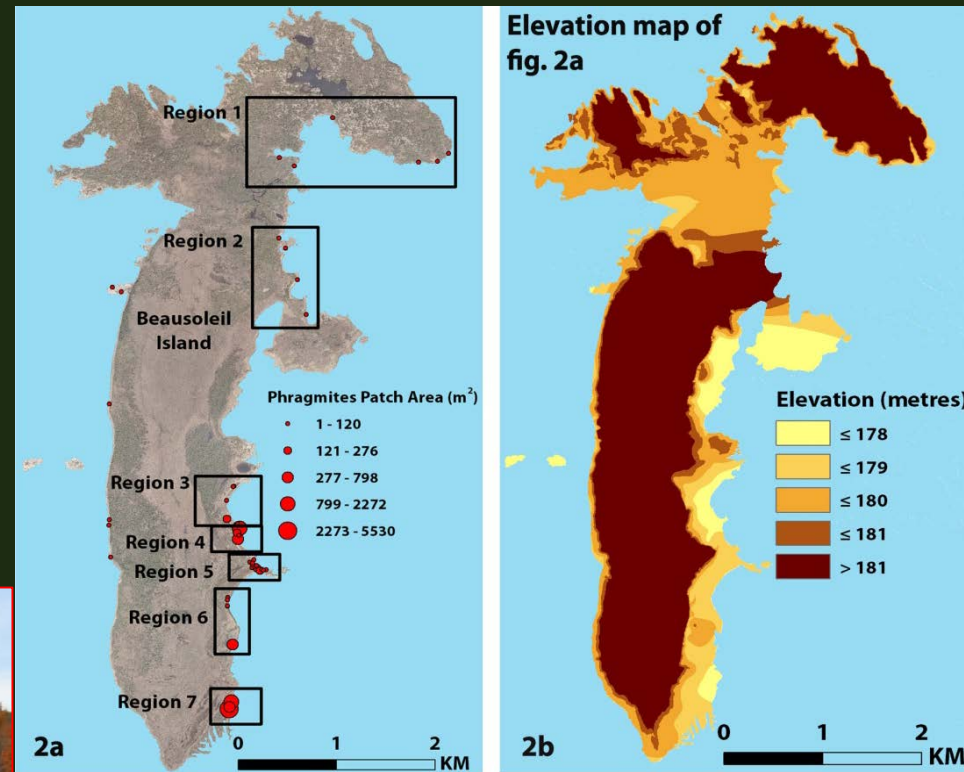 Region 1
Region 2
Beausoleil
Island
Phragmites Patch Area (m²)
1 - 120
121 - 276
277 - 798
799 - 2272
2273 - 5530
Region 3
Region 4
Region 5
Region 6
Region 7
2a
0 1 2
KM
Elevation map of
fig. 2a
Elevation (metres)
≤ 178
≤ 179
≤ 180
≤ 181
> 181
2b
0 1 2
KM